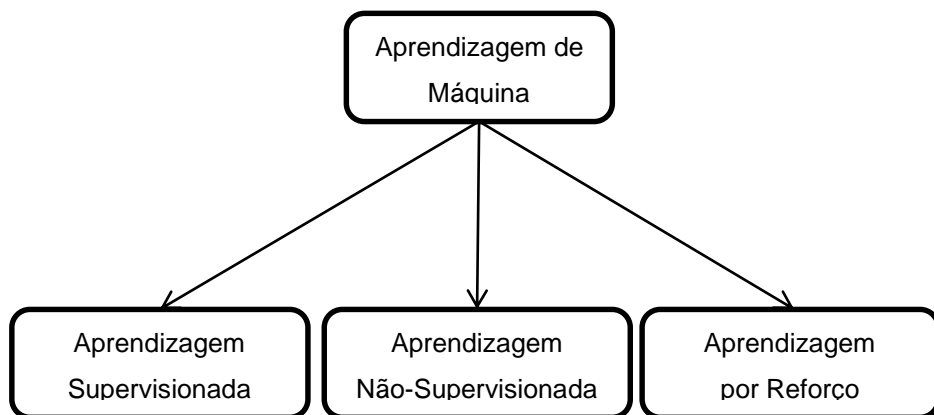 Aprendizagem de
Máquina
Aprendizagem
Supervisionada
Aprendizagem
Não-Supervisionada
Aprendizagem
por Reforço